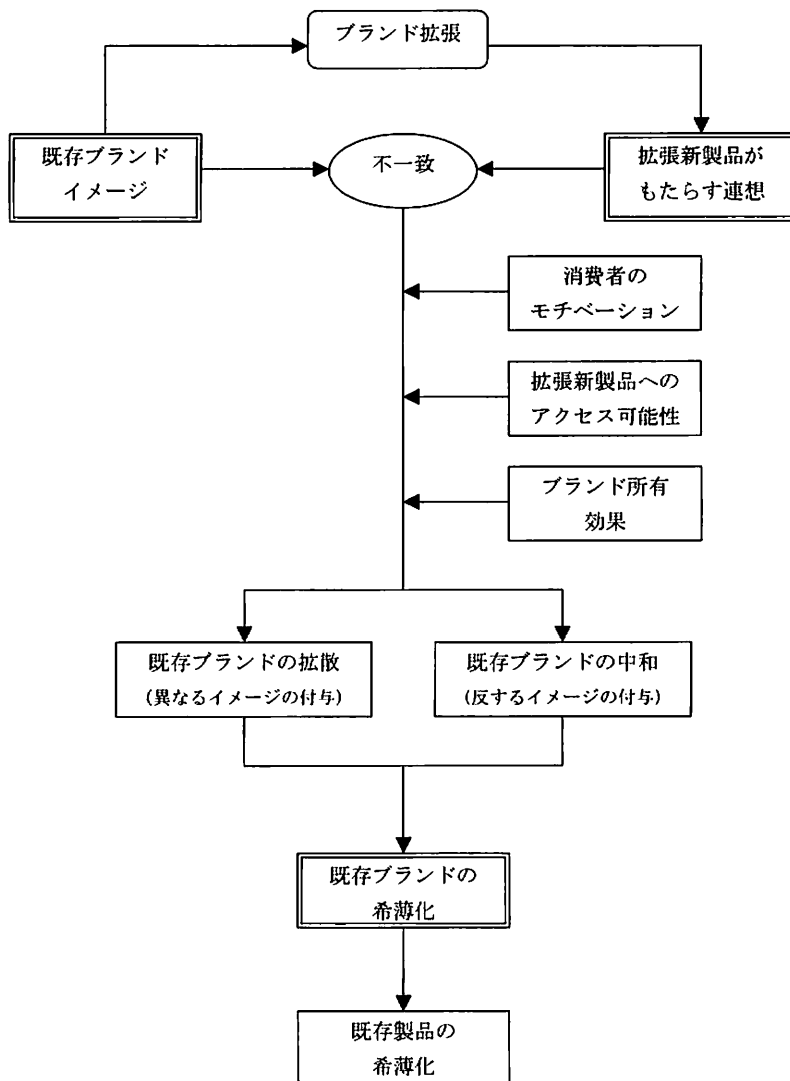 ブランド拡張
既存ブランド
イメージ
不一致
拡張新製品が
もたらす連想
消費者の
モチベーション
拡張新製品への
アクセス可能性
ブランド所有
効果
既存ブランドの拡散
(異なるイメージの付与)
既存ブランドの中和
(反するイメージの付与)
既存ブランドの
希薄化
既存製品の
希薄化